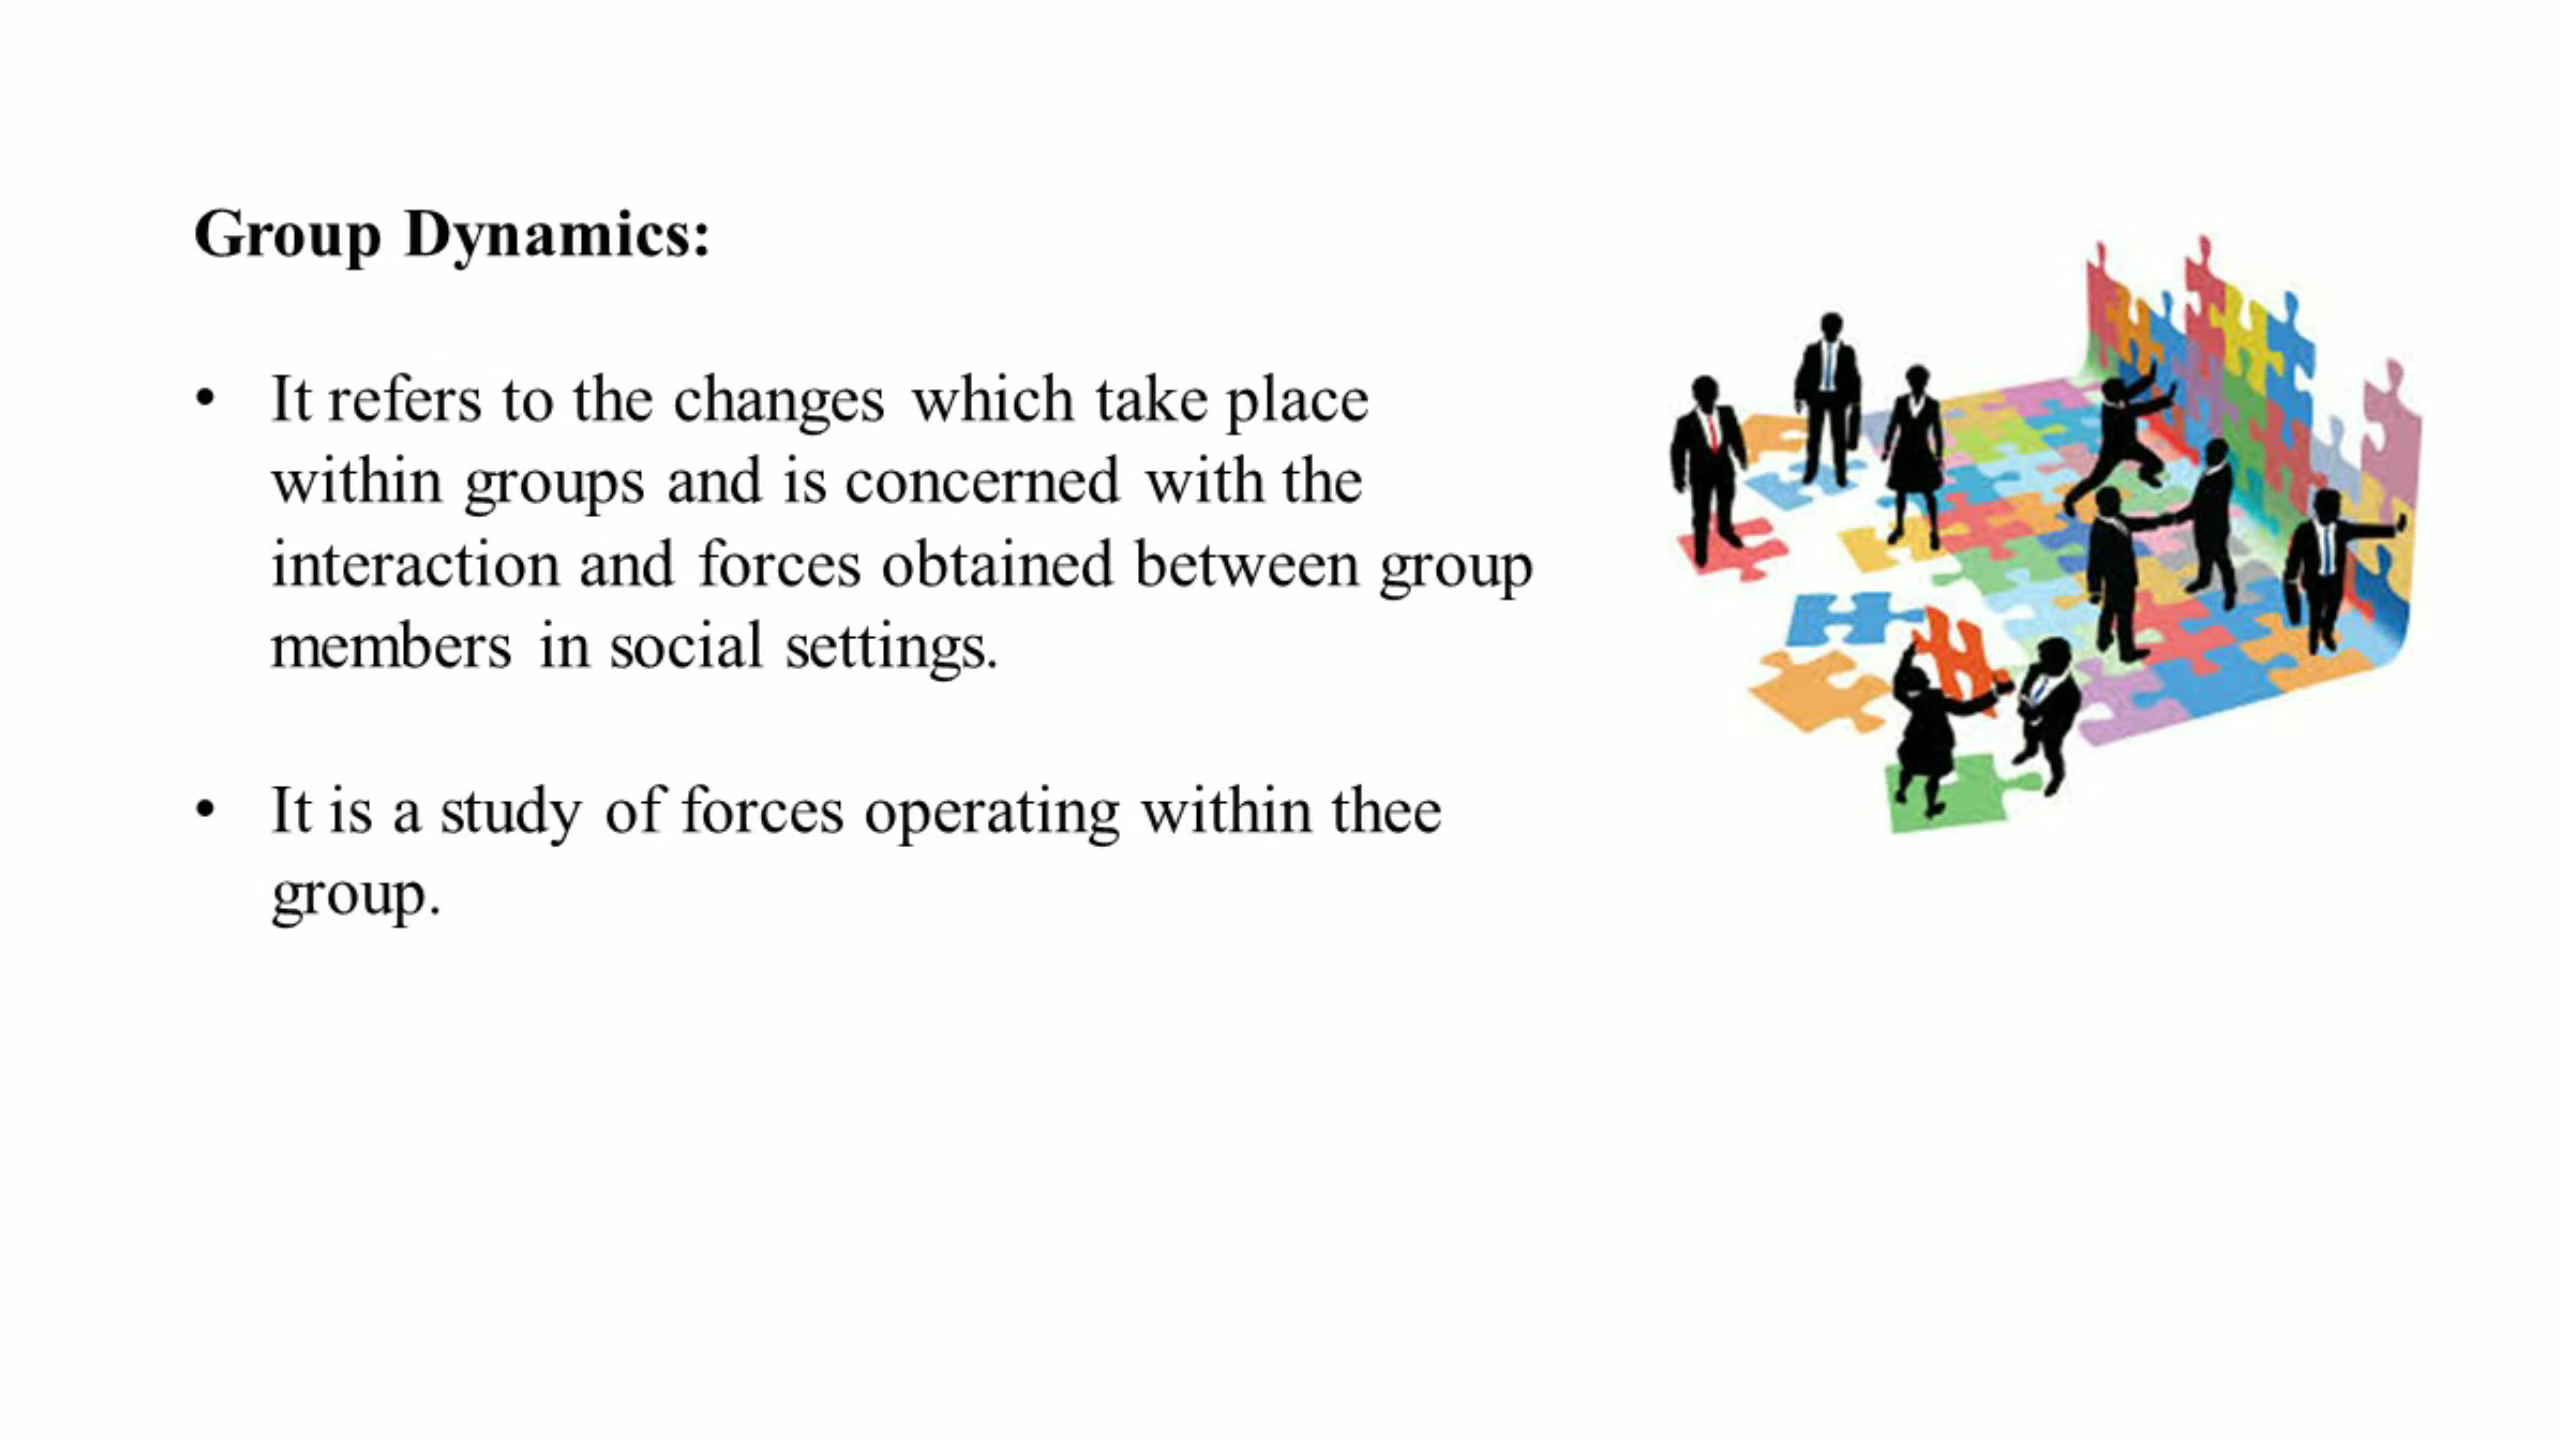 Group Dynamics:
• It refers to the changes which take place
within groups and is concerned with the
interaction and forces obtained between group
members in social settings.
• It is a study of forces operating within thee
group.